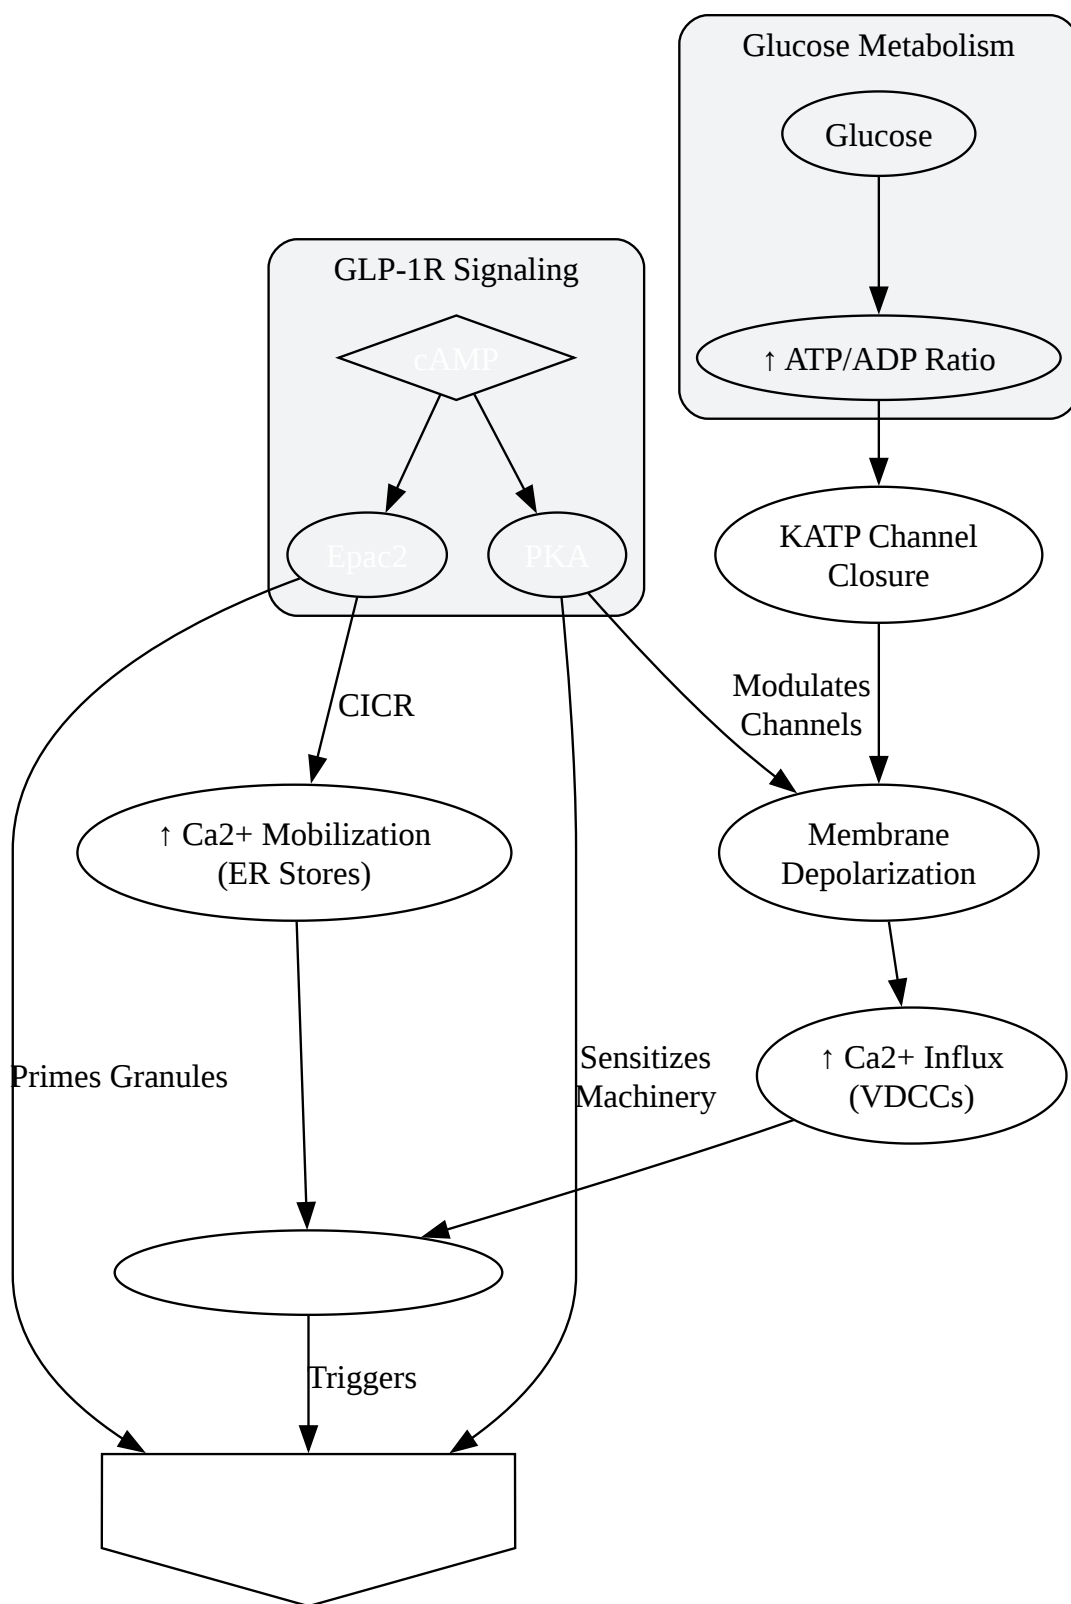 Glucose Metabolism
Glucose
GLP-1R Signaling
cAMP
↑ ATP/ADP Ratio
Epac2
PKA
KATP Channel
Closure
CICR
Modulates
Channels
↑ Ca2+ Mobilization
(ER Stores)
Membrane
Depolarization
Primes Granules
Sensitizes
Machinery
↑ Ca2+ Influx
(VDCCs)
Triggers